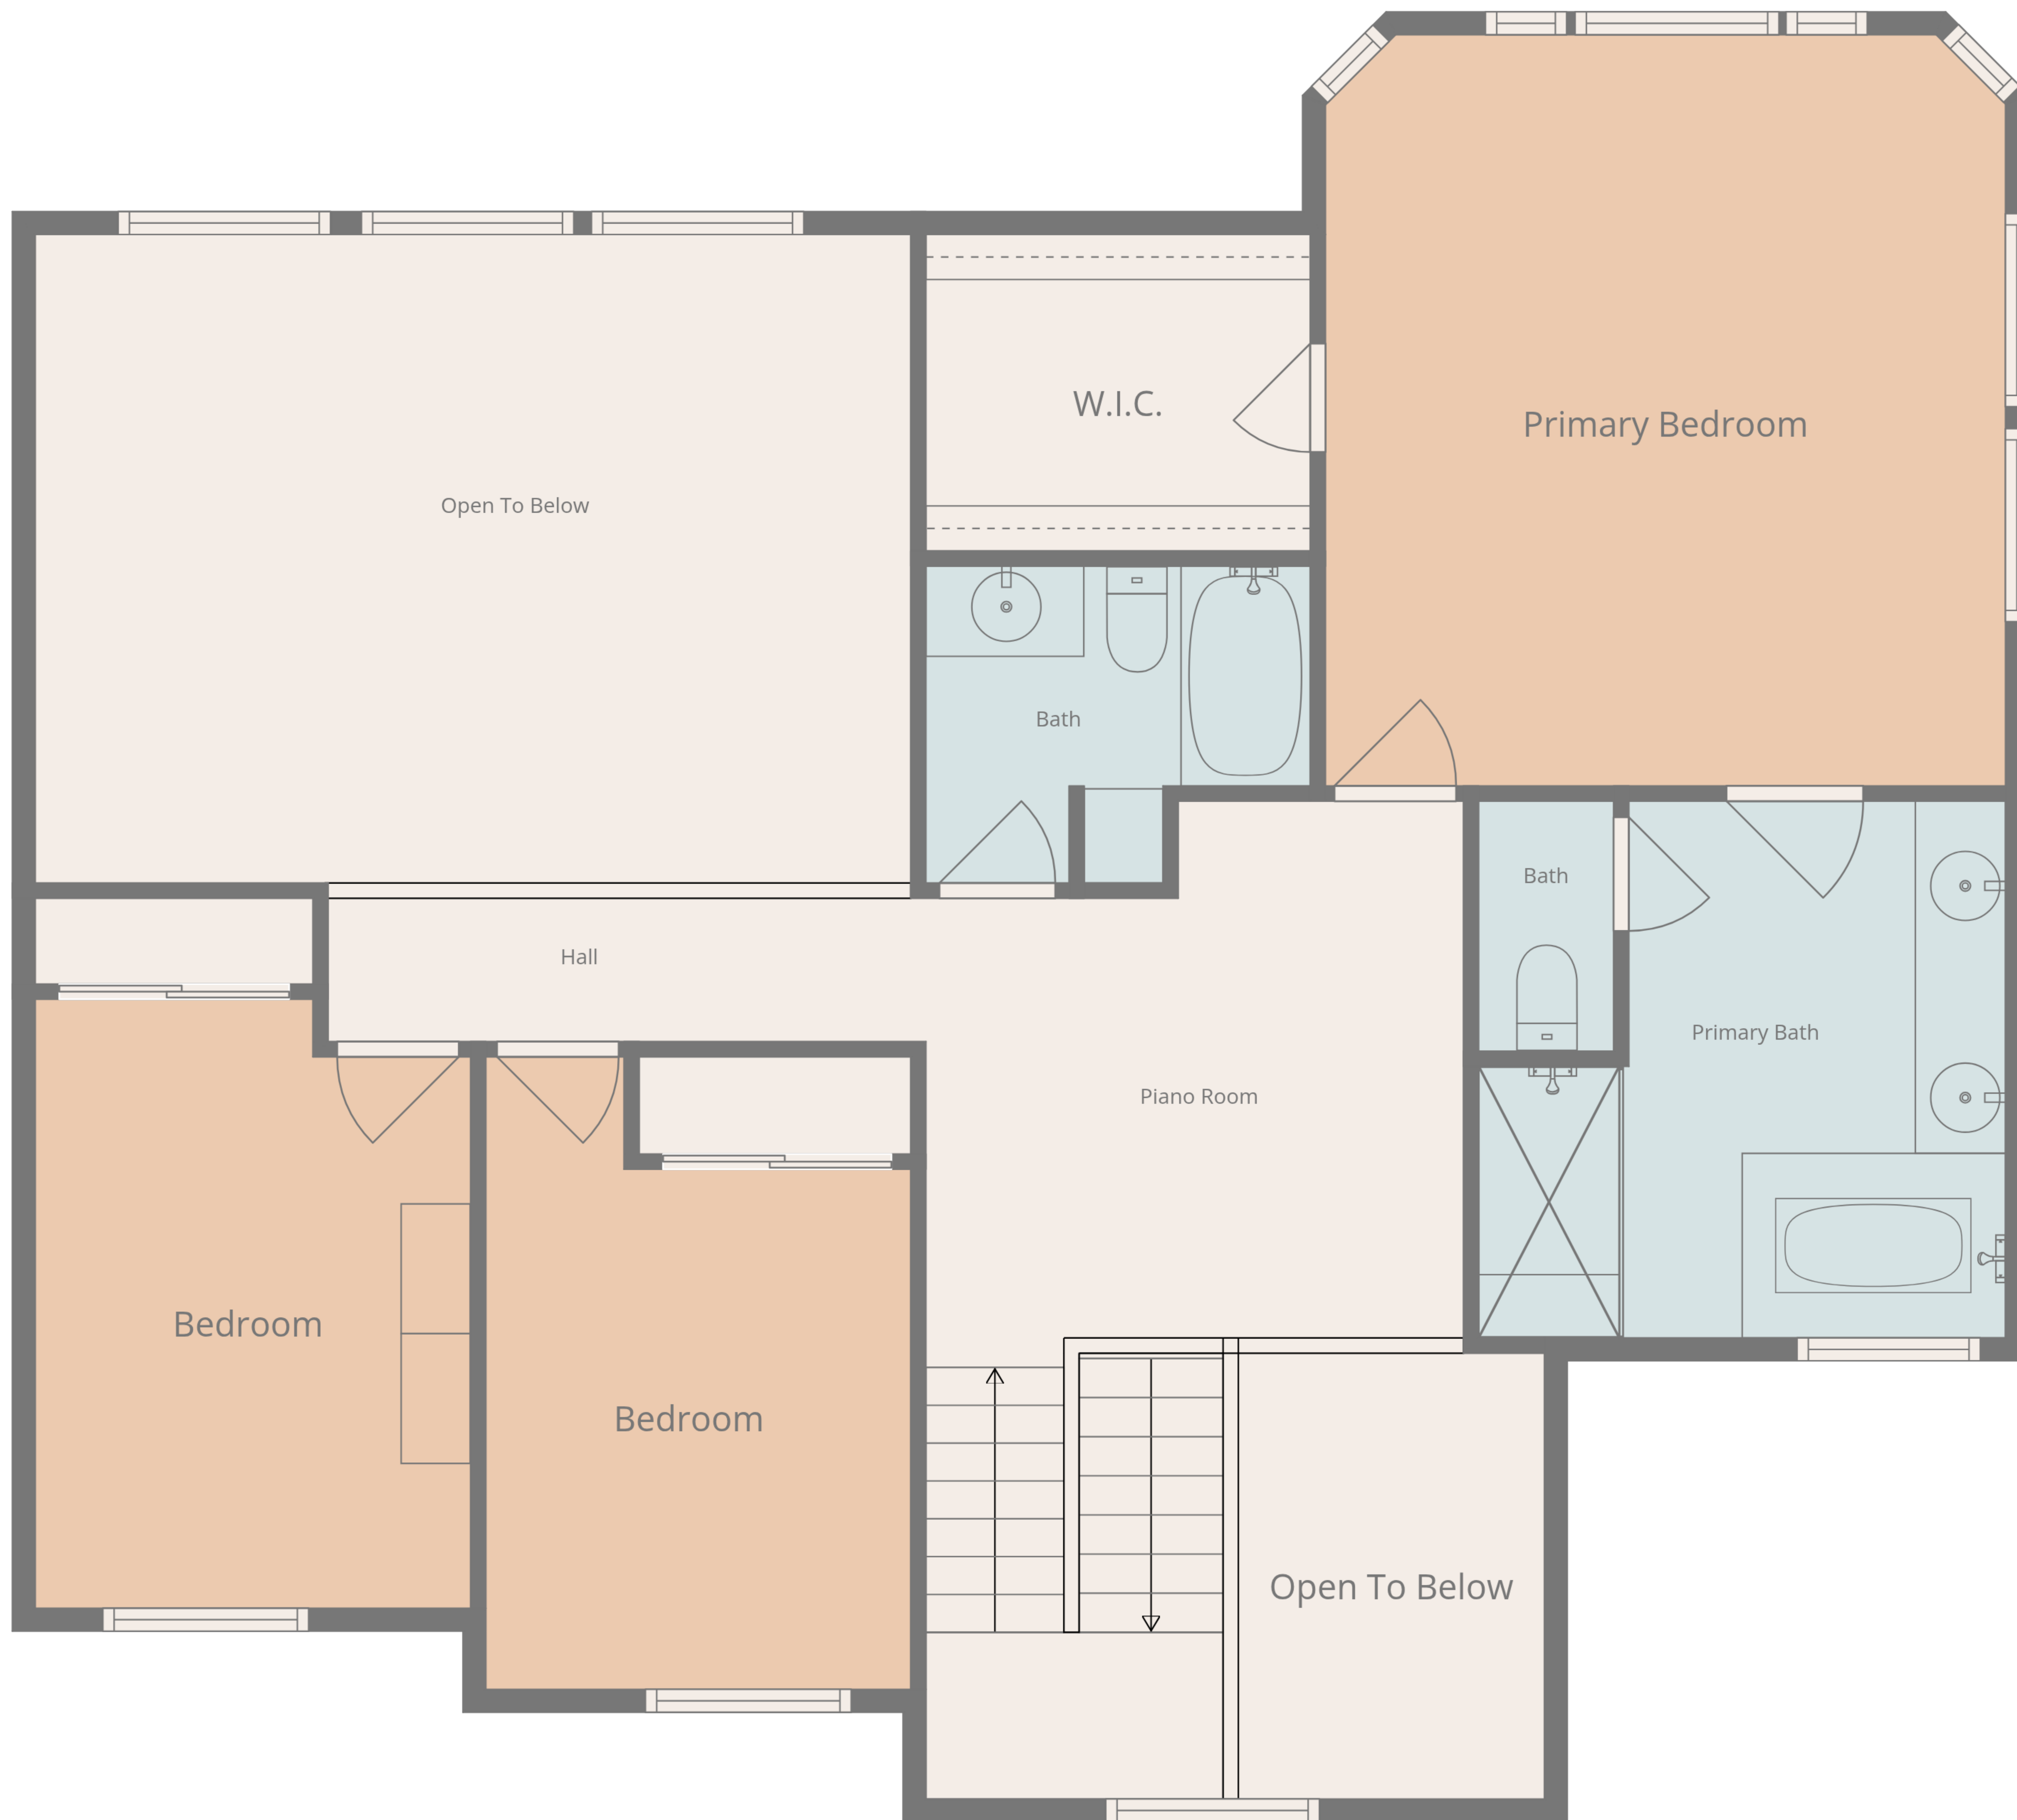 W.I.C.
Primary Bedroom
Open To Below
Bath
Bath
Hall
Primary Bath
Piano Room
Bedroom
Bedroom
Open To Below